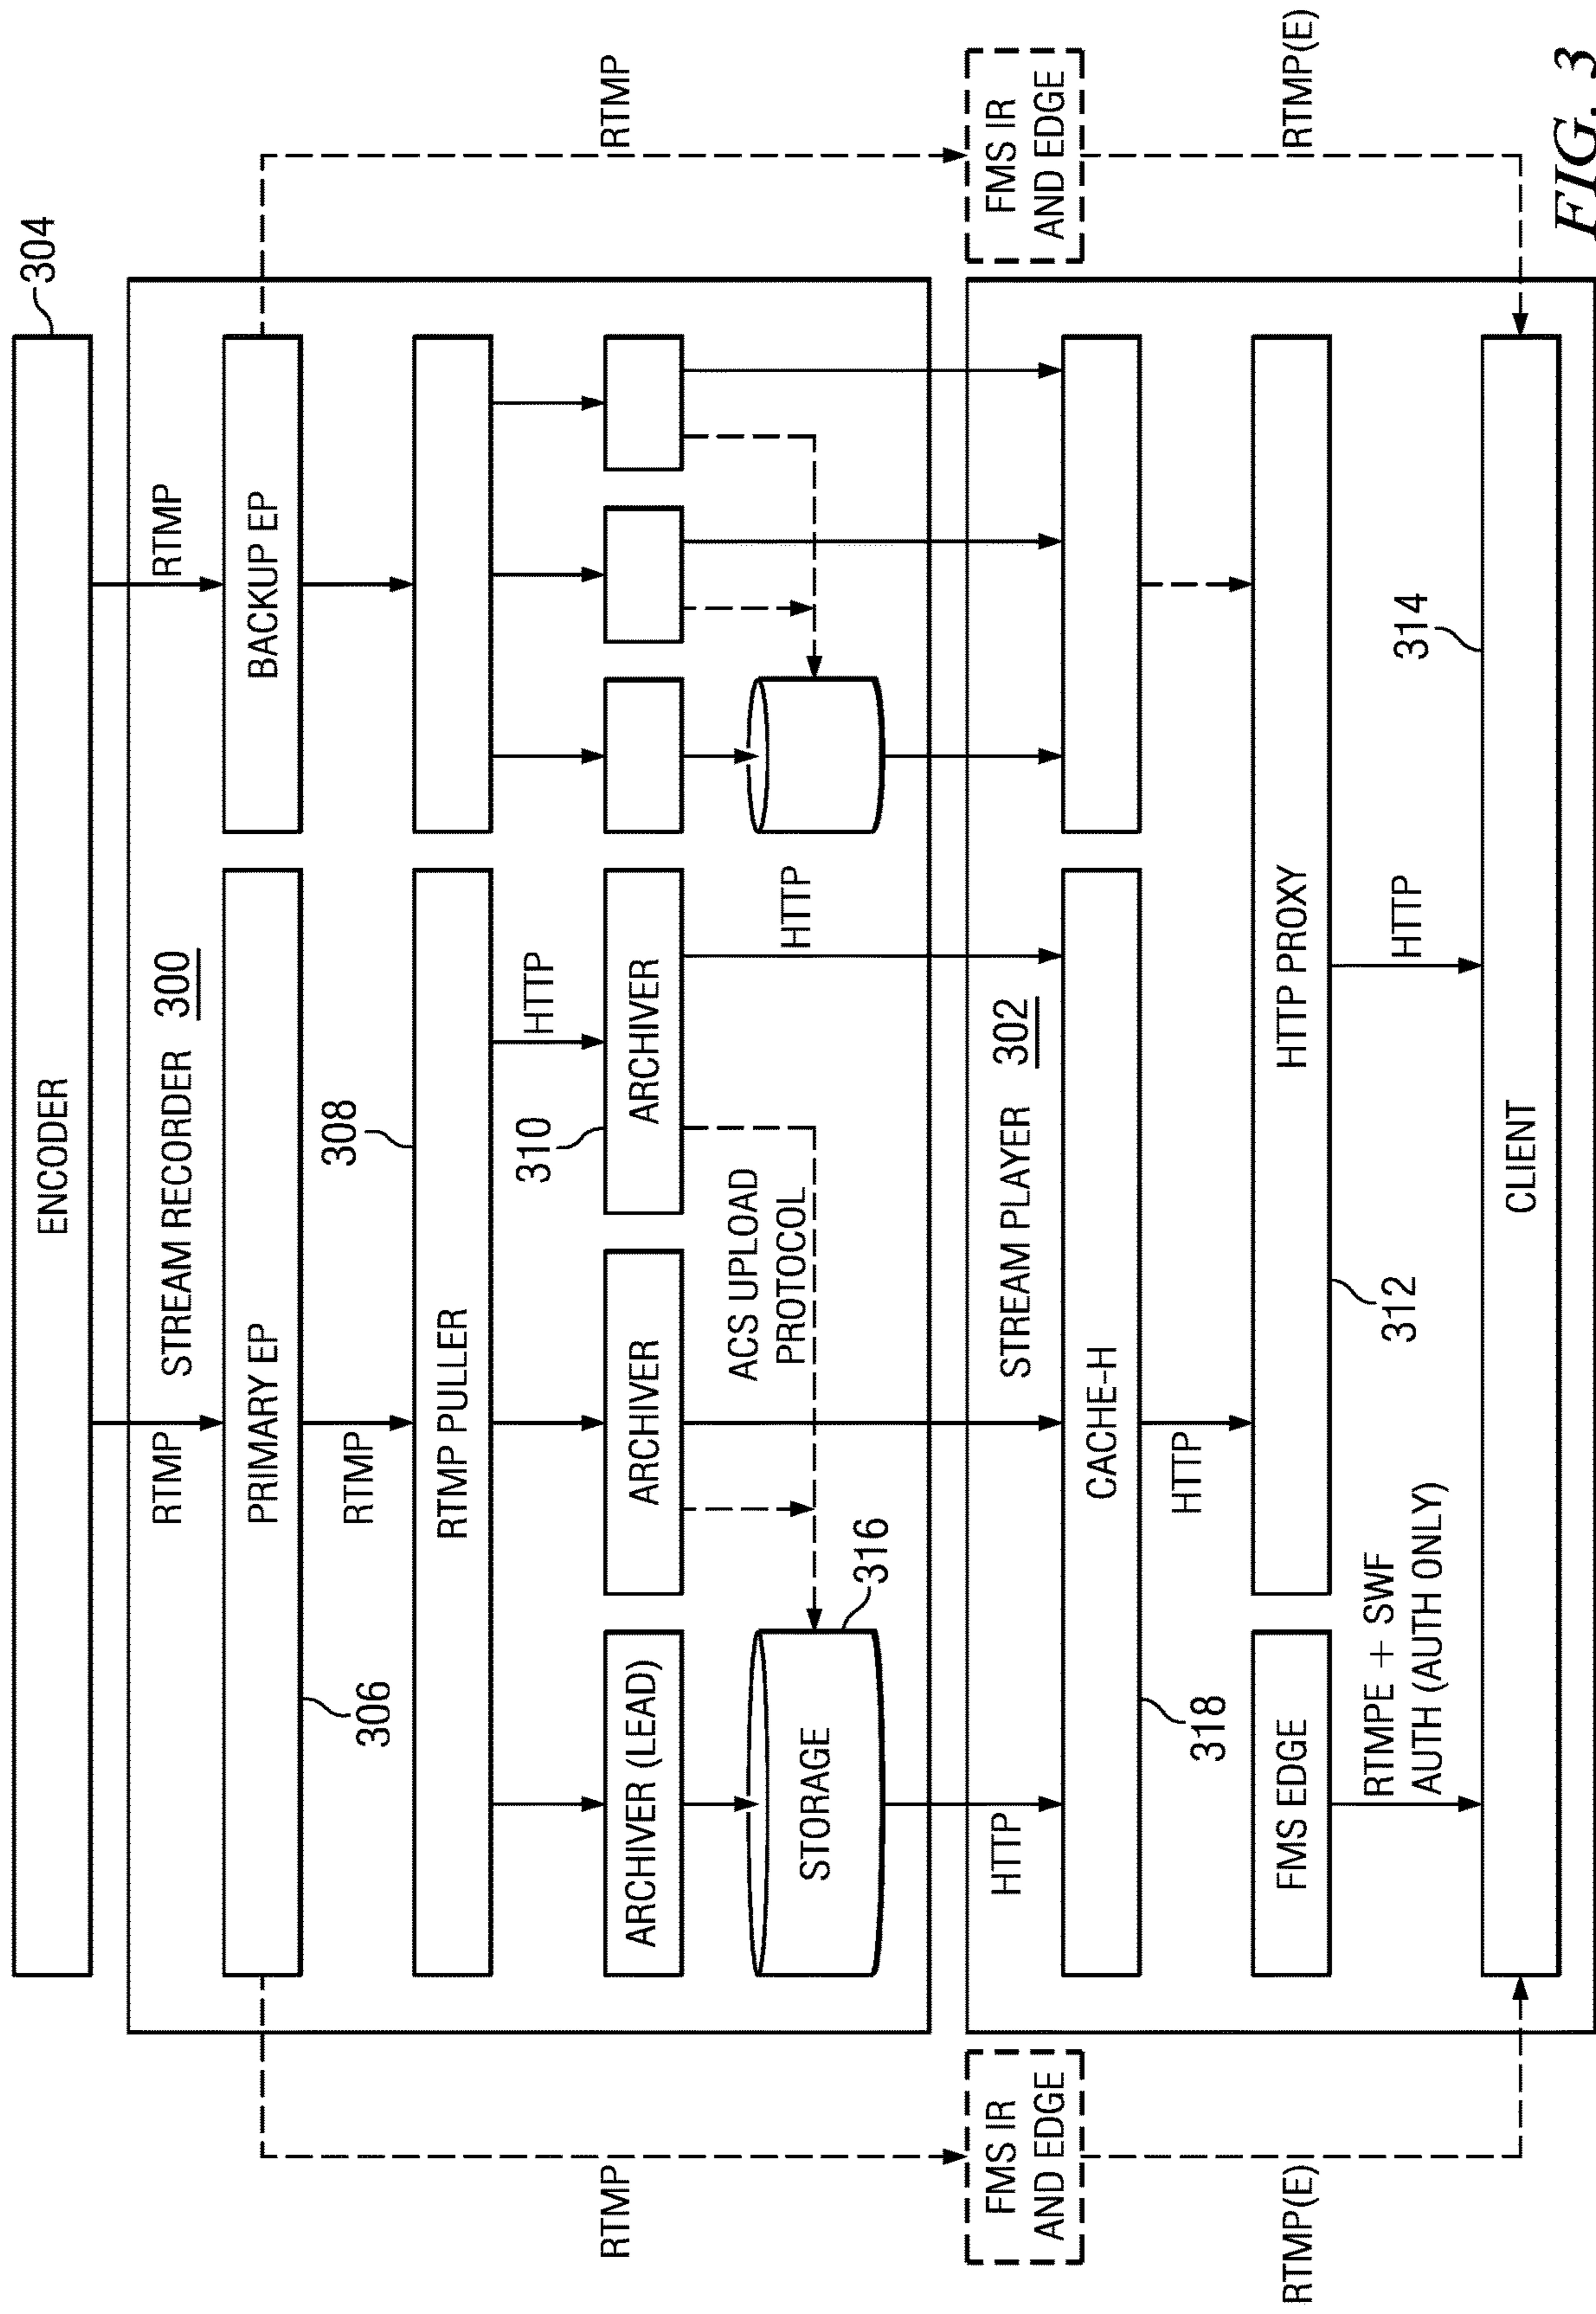 ENCODER
304
RTMP
RTMP
STREAM RECORDER 300
PRIMARY EP
BACKUP EP
306
RTMP
308
RTMP PULLER
HTTP
310
ARCHIVER (LEAD)
ARCHIVER
ARCHIVER
ACS UPLOAD
PROTOCOL
HTTP
STORAGE
316
RTMP
RTMP
HTTP
STREAM PLAYER 302
FMS IR
AND EDGE
FMS IR
AND EDGE
CACHE-H
318
HTTP
FMS EDGE
HTTP PROXY
312
RTMPE + SWF
AUTH (AUTH ONLY)
HTTP
314
RTMP(E)
RTMP(E)
CLIENT
FIG. 3